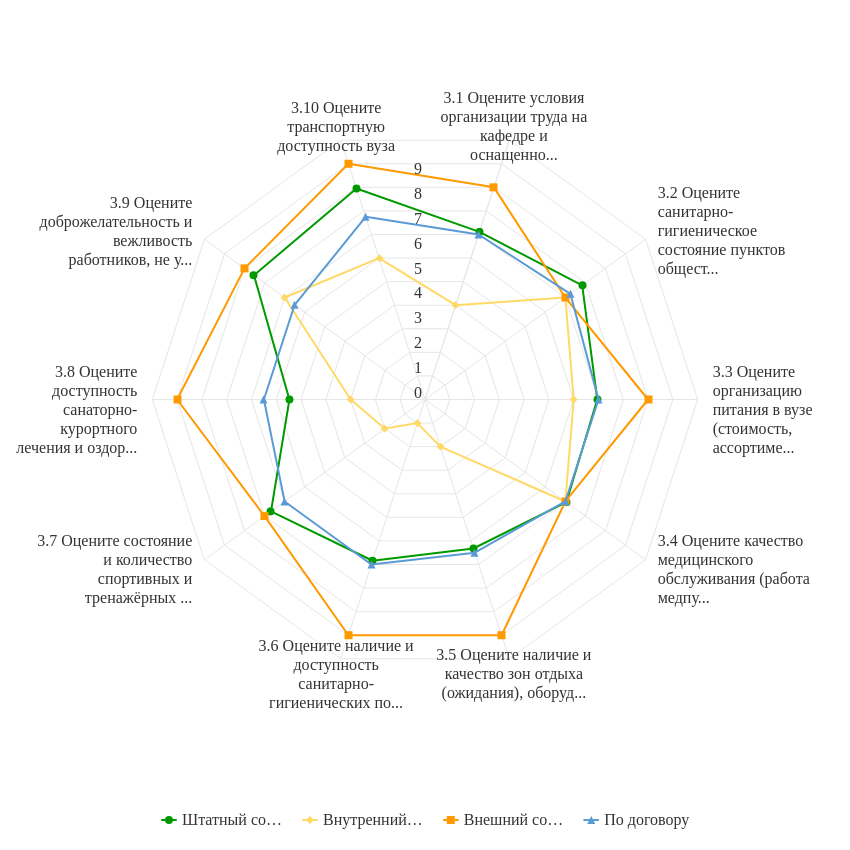 3.10 Оцените
транспортную
доступность вуза
3.1 Оцените условия
организации труда на
кафедре и
оснащенно...
3.2 Оцените
санитарно-
гигиеническое
состояние пунктов
общест...
3.3 Оцените
организацию
питания в вузе
(стоимость,
ассортиме...
3.4 Оцените качество
медицинского
обслуживания (работа
медпу...
3.5 Оцените наличие и
качество зон отдыха
(ожидания), оборуд...
3.6 Оцените наличие и
доступность
санитарно-
гигиенических по...
3.7 Оцените состояние
и количество
спортивных и
тренажёрных ...
3.8 Оцените
доступность
санаторно-
курортного
лечения и оздор...
3.9 Оцените
доброжелательность и
вежливость
работников, не у...
9
8
7
6
5
4
3
2
1
0
Штатный со…
Внутренний…
Внешний со…
По договору